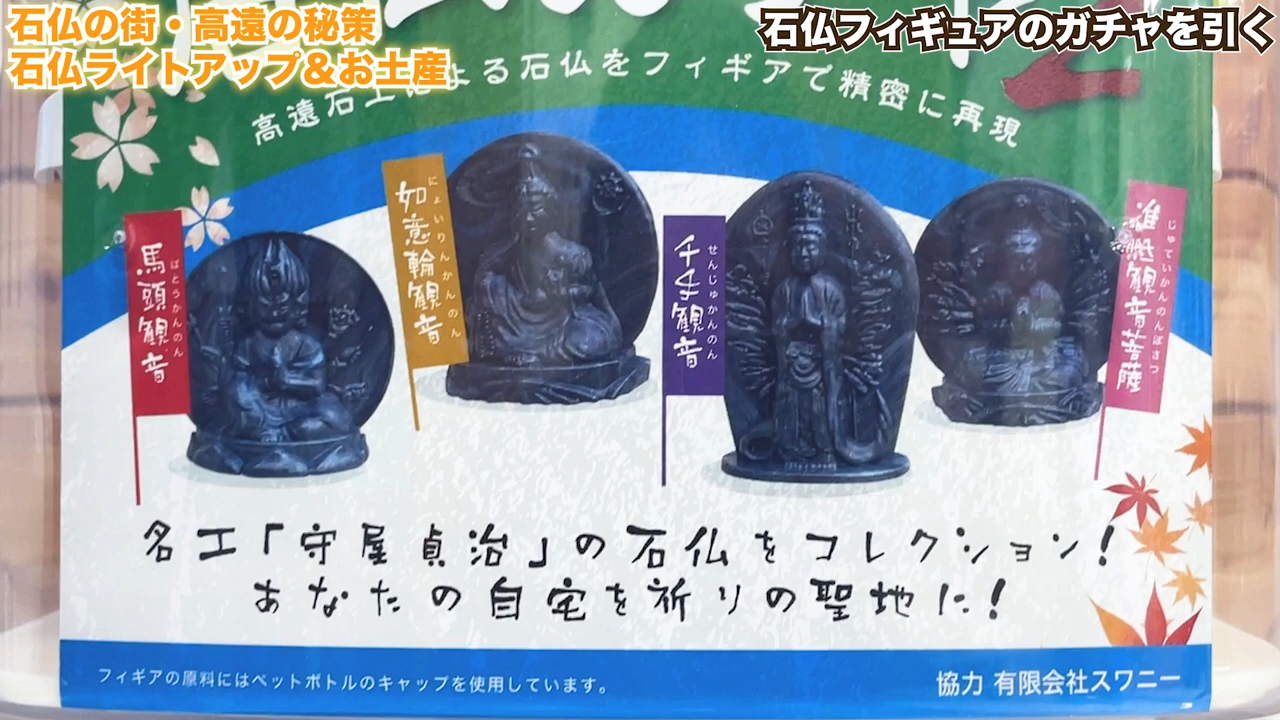 石仏の街・高遠の秘策
石仏ライトアップ&お土産
石仏フィギュアのガチャを引く
2
高遠石工による石仏をフィギアで精密に再現
馬頭観音
ばとうかんのん
如意輪観音
にょいりんかんのん
千手観音
せんじゅかんのん
准胝観音菩薩
じゅていかんのんぼさつ
名工「守屋貞治」の石仏をコレクション!
あなたの自宅を祈りの聖地に!
フィギアの原料にはペットボトルのキャップを使用しています。
協力 有限会社スワニー